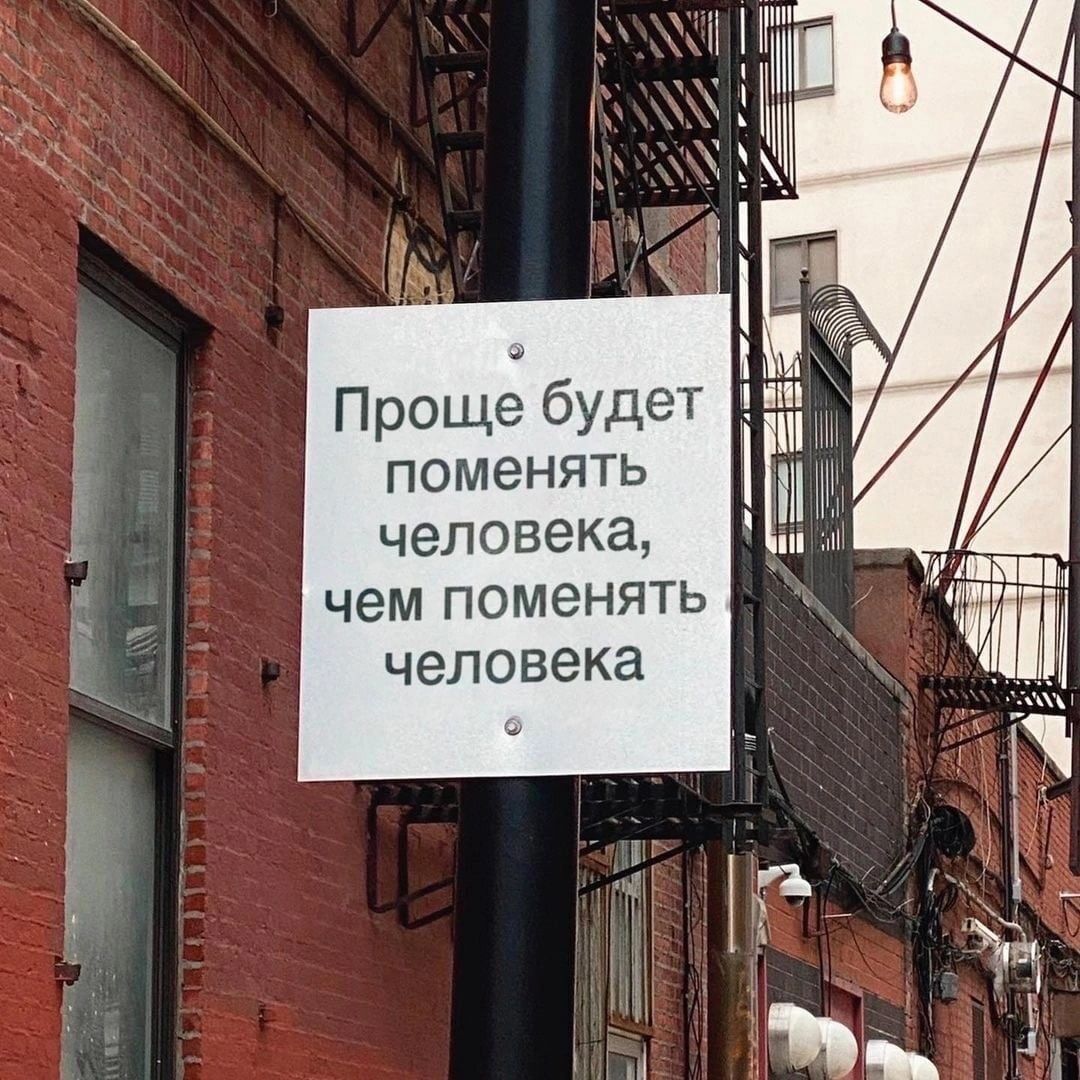 Проще будет
поменять
человека,
чем поменять
человека